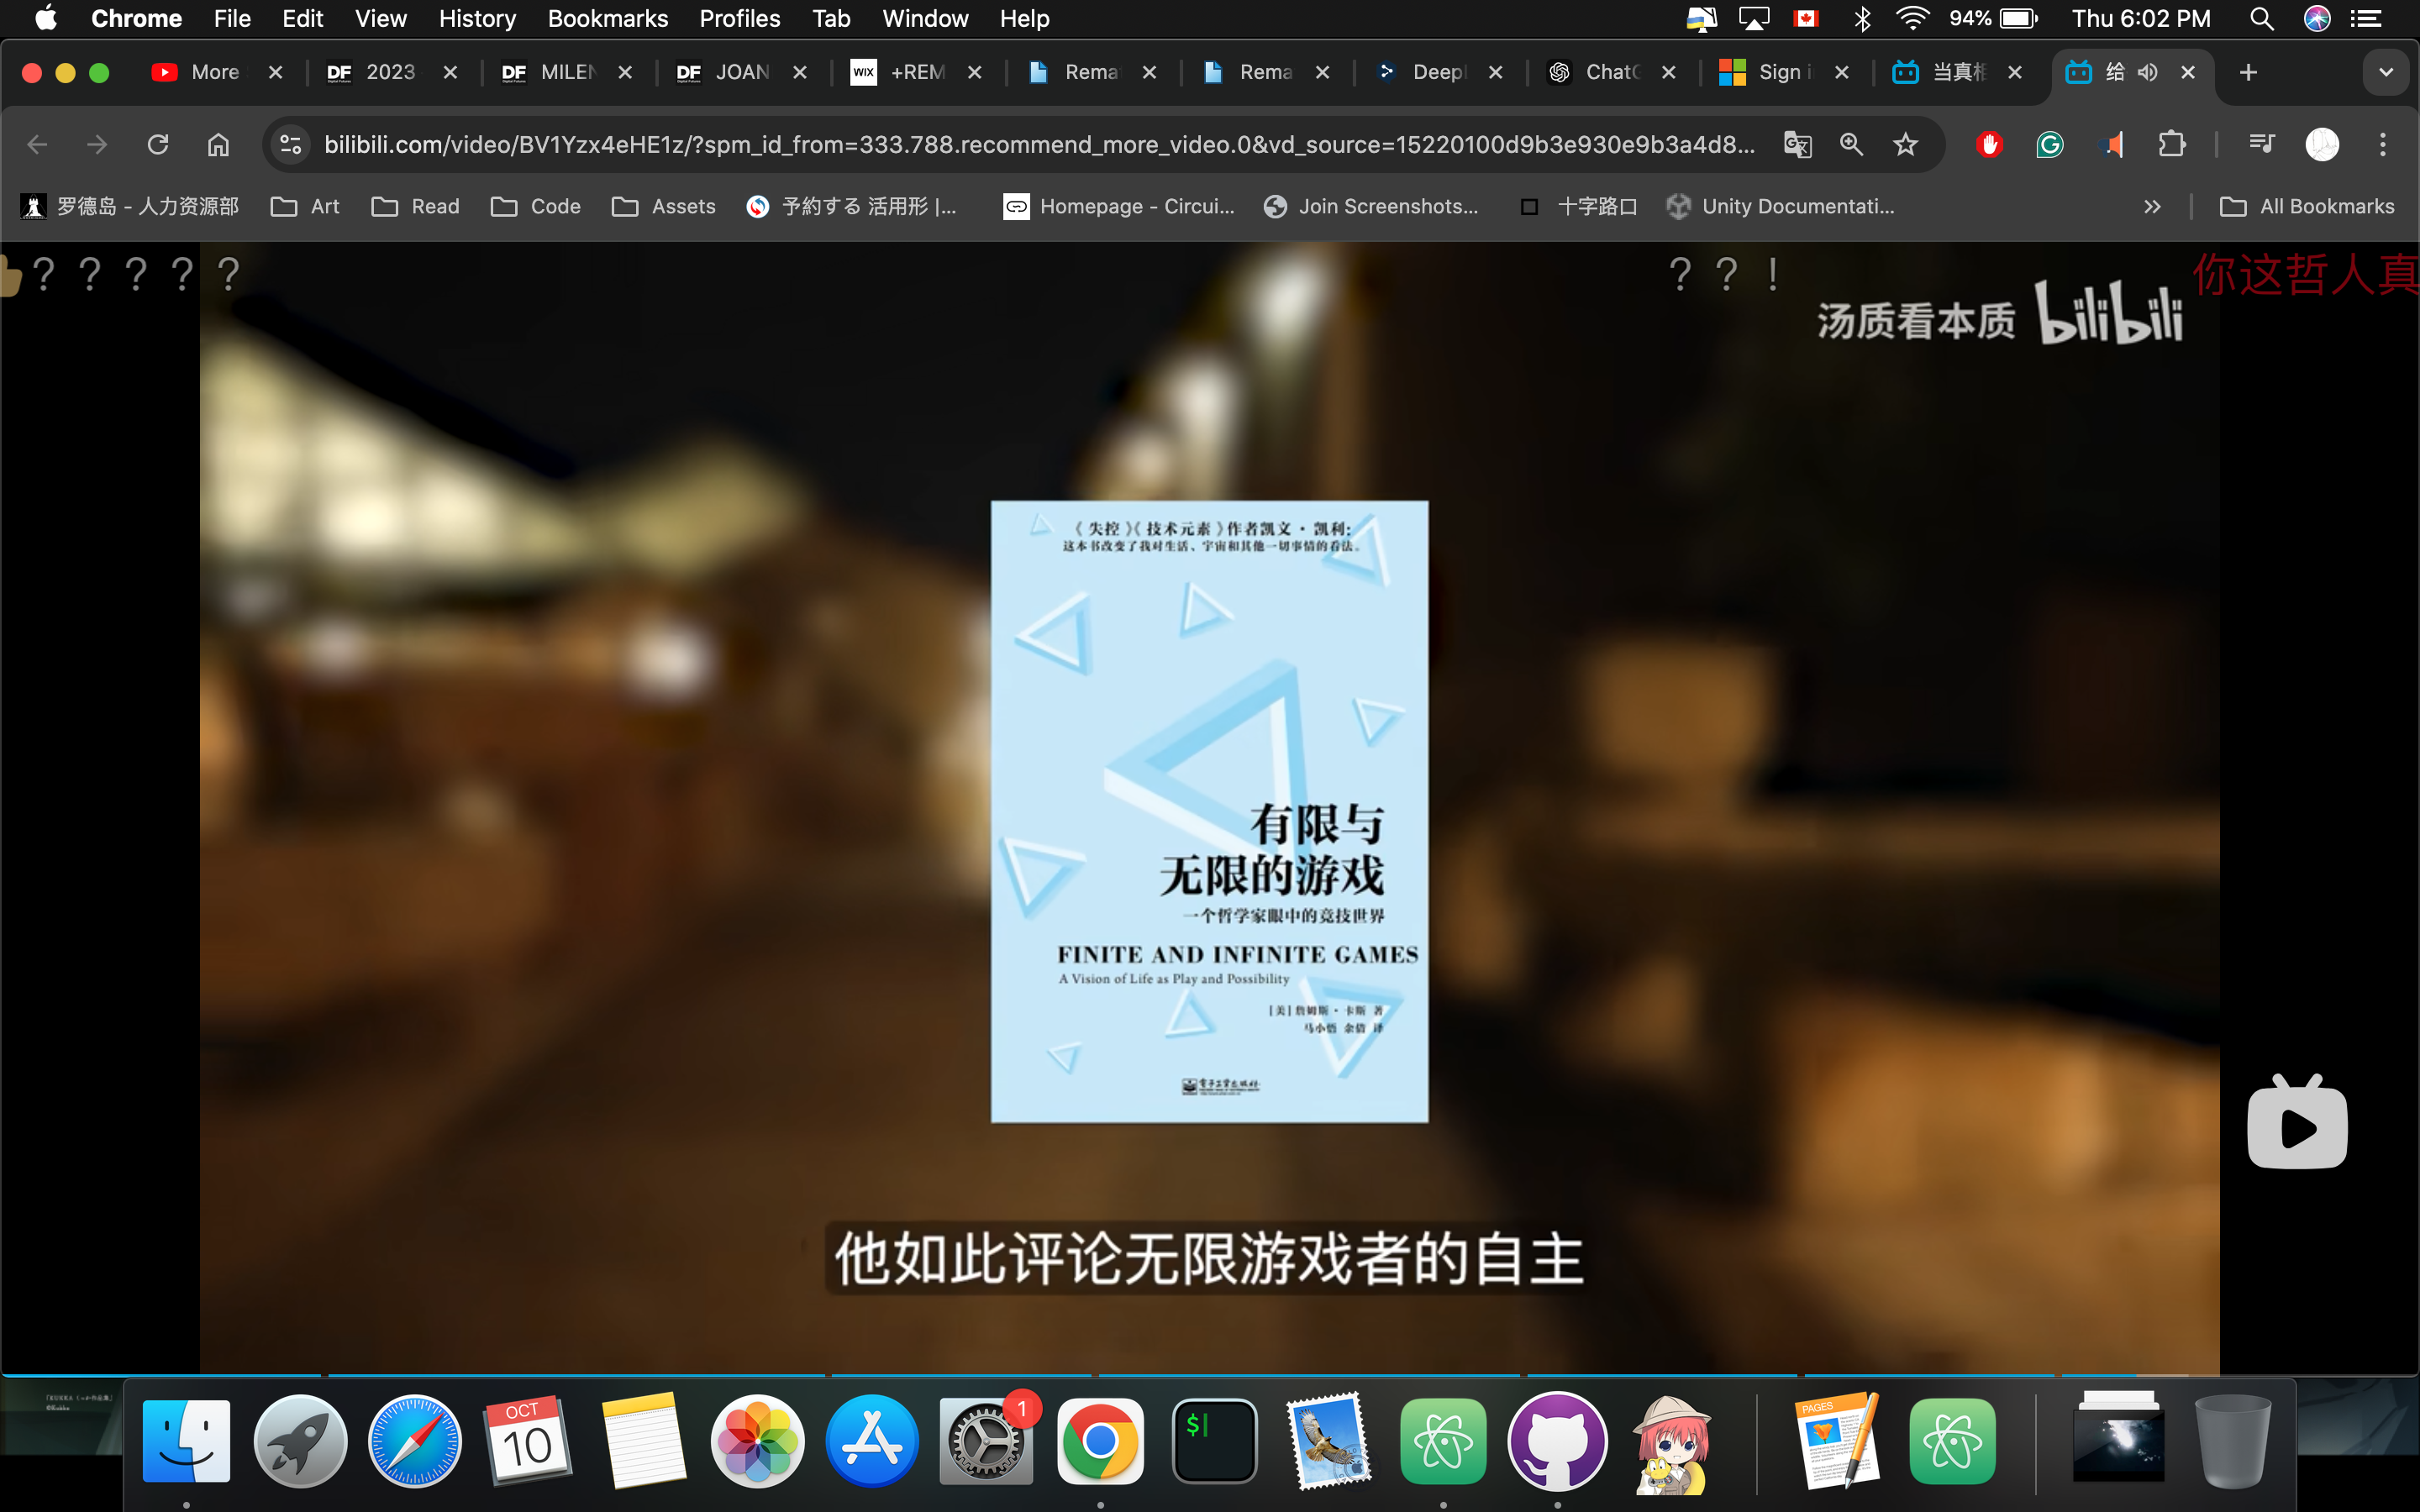 Chrome File Edit View History Bookmarks Profiles Tab Window Help 94% Thu 6:02 PM
More DF 2023 DF MILEN DF JOAN WIX +REM Rema Rema Deepl ChatG Sign i 当真相 给
bilibili.com/video/BV1Yzx4eHE1z/?spm_id_from=333.788.recommend_more_video.0&vd_source=15220100d9b3e930e9b3a4d8...
罗德岛 - 人力资源部 Art Read Code Assets 予約する 活用形 |... Homepage - Circui... Join Screenshots... 十字路口 Unity Documentati... All Bookmarks
？？？？？ ？？！ 你这哲人真
汤质看本质 bilibili
《失控》《技术元素》作者凯文·凯利:
这本书改变了我对生活、宇宙和其他一切事情的看法。
有限与
无限的游戏
一个哲学家眼中的竞技世界
FINITE AND INFINITE GAMES
A Vision of Life as Play and Possibility
[美]詹姆斯·卡斯 著
马小悟 余倩 译
电子工业出版社
他如此评论无限游戏者的自主
OCT
10
1
$
PAGES